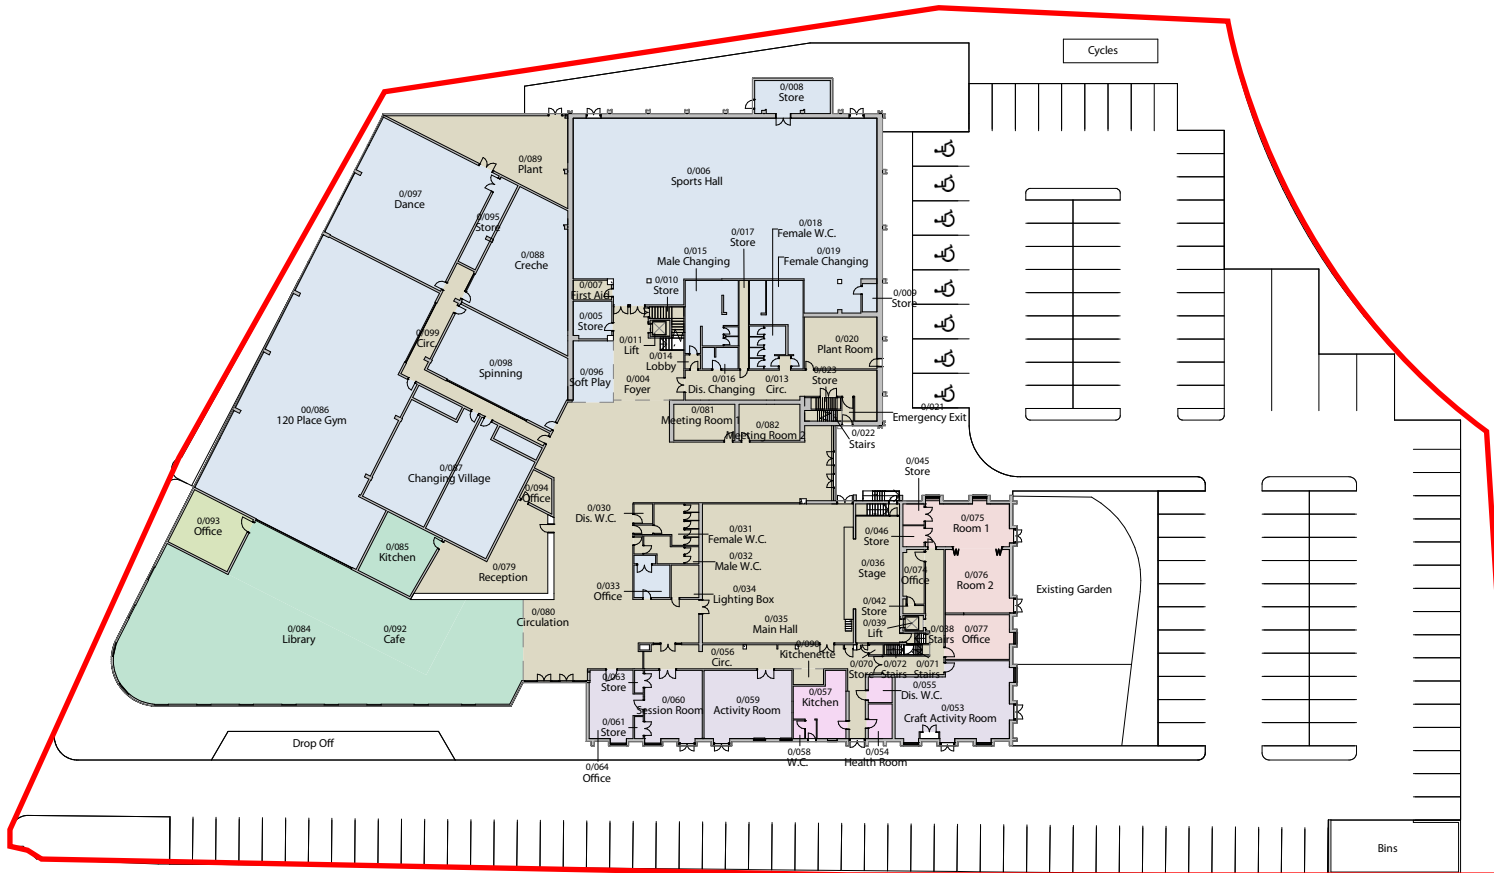 Cycles
0/008
Store
0/089
Plant
0/006
Sports Hall
0/097
Dance
0/095
Store
0/088
Creche
0/018
Female W.C.
0/017
Store
0/015
Male Changing
0/019
Female Changing
0/007
First Aid
0/010
Store
0/009
Store
0/005
Store
0/011
Lift
0/014
Lobby
0/020
Plant Room
0/099
Circ.
0/098
Spinning
0/096
Soft Play
0/004
Foyer
0/016
Dis. Changing
0/013
Circ.
0/023
Store
00/086
120 Place Gym
0/081
Meeting Room 1
0/082
Meeting Room 2
0/021
Emergency Exit
0/022
Stairs
0/087
Changing Village
0/094
Office
0/045
Store
0/093
Office
0/085
Kitchen
0/030
Dis. W.C.
0/031
Female W.C.
0/032
Male W.C.
0/046
Store
0/075
Room 1
0/079
Reception
0/033
Office
0/034
Lighting Box
0/036
Stage
0/074
Office
0/076
Room 2
Existing Garden
0/042
Store
0/039
Lift
0/038
Stairs
0/077
Office
0/084
Library
0/092
Cafe
0/080
Circulation
0/035
Main Hall
0/090
Kitchenette
0/056
Circ.
0/070
Store
0/072
Stairs
0/071
Stairs
0/063
Store
0/060
Session Room
0/059
Activity Room
0/057
Kitchen
0/055
Dis. W.C.
0/053
Craft Activity Room
0/061
Store
0/064
Office
0/058
W.C.
0/054
Health Room
Drop Off
Bins